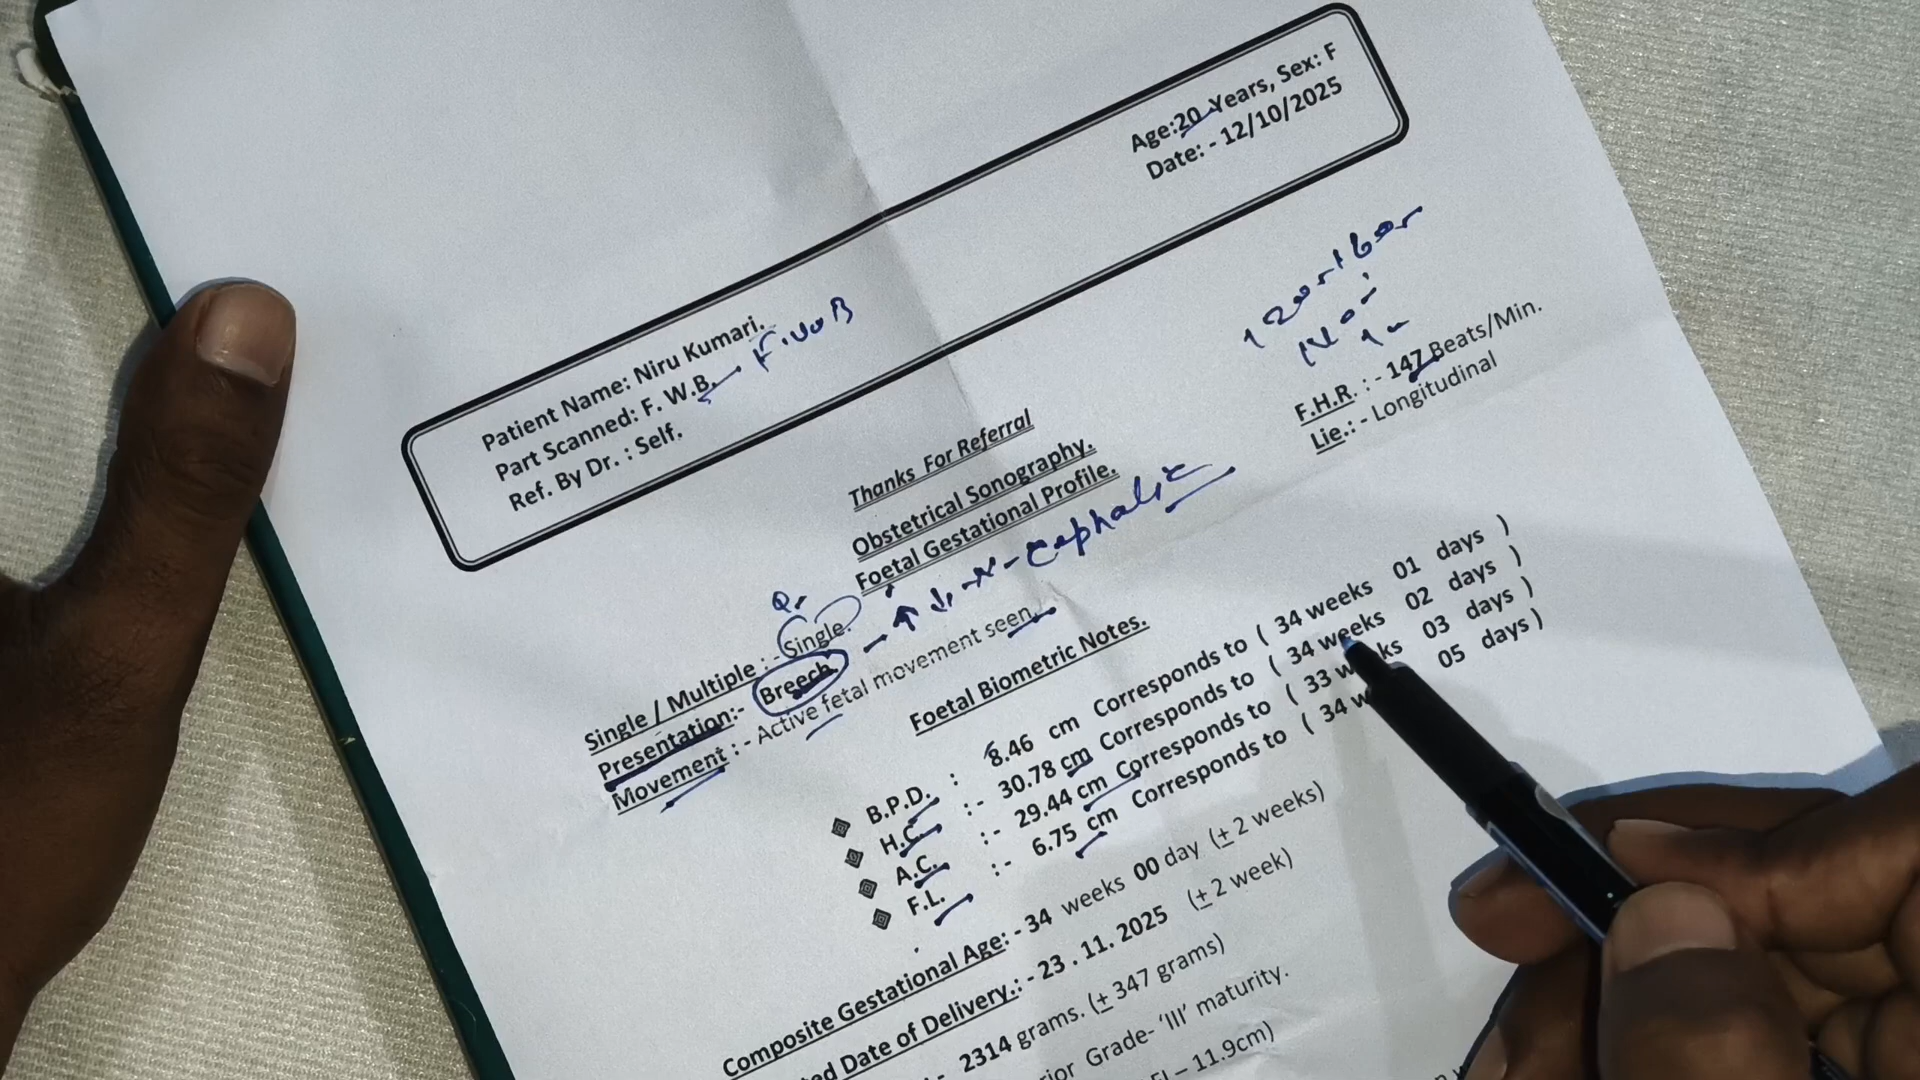 Age:20 Years, Sex: F
Date: - 12/10/2025
Patient Name: Niru Kumari.
Part Scanned: F. W.B.
Ref. By Dr. : Self.
Thanks For Referral
Obstetrical Sonography.
Foetal Gestational Profile.
F.H.R. : - 147 Beats/Min.
Lie.: - Longitudinal
Single / Multiple : - Single.
Presentation:- Breech
cephalic
Movement : - Active fetal movement seen
Foetal Biometric Notes.
B.P.D. : 8.46 cm Corresponds to ( 34 weeks 01 days )
H.C. :- 30.78 cm Corresponds to ( 34 weeks 02 days )
A.C. :- 29.44 cm Corresponds to ( 33 weeks 03 days )
F.L. :- 6.75 cm Corresponds to ( 34 05 days)
Composite Gestational Age: - 34 weeks 00 day (± 2 weeks)
Date of Delivery.: - 23 . 11. 2025 (± 2 week)
2314 grams. (± 347 grams)
Grade- 'III' maturity.
– 11.9cm)